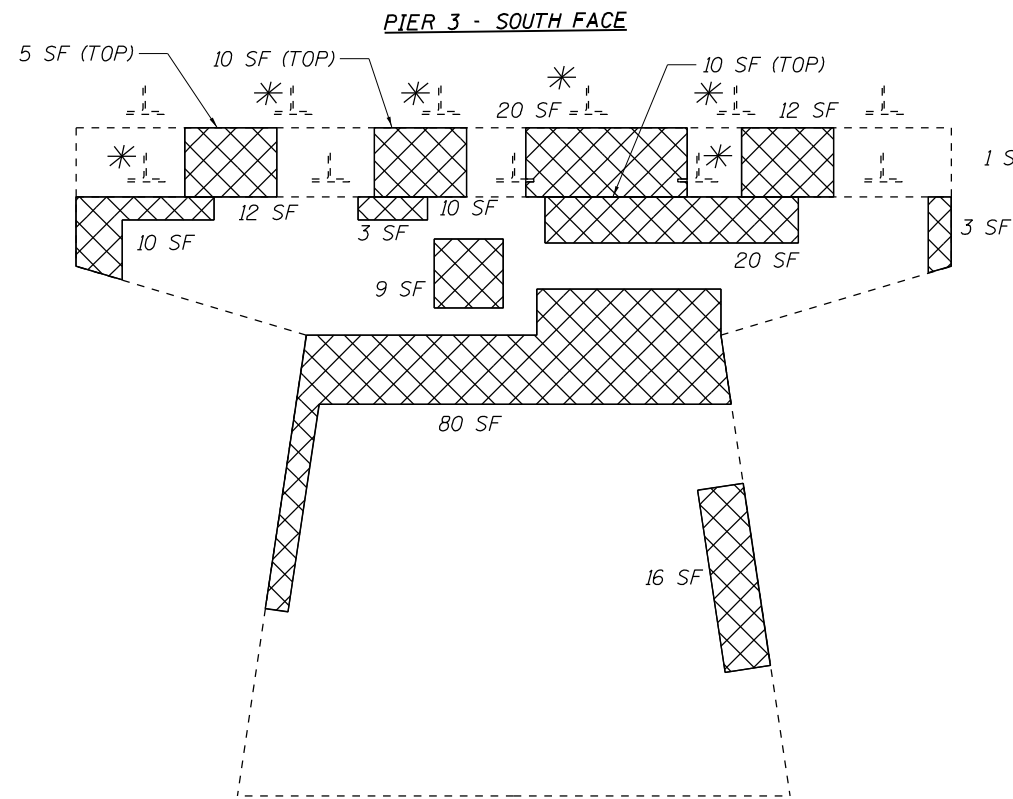 PIER 3 - SOUTH FACE
5 SF (TOP)
10 SF (TOP)
10 SF (TOP)
20 SF
12 SF
1 S
12 SF
10 SF
10 SF
3 SF
3 SF
20 SF
9 SF
80 SF
16 SF